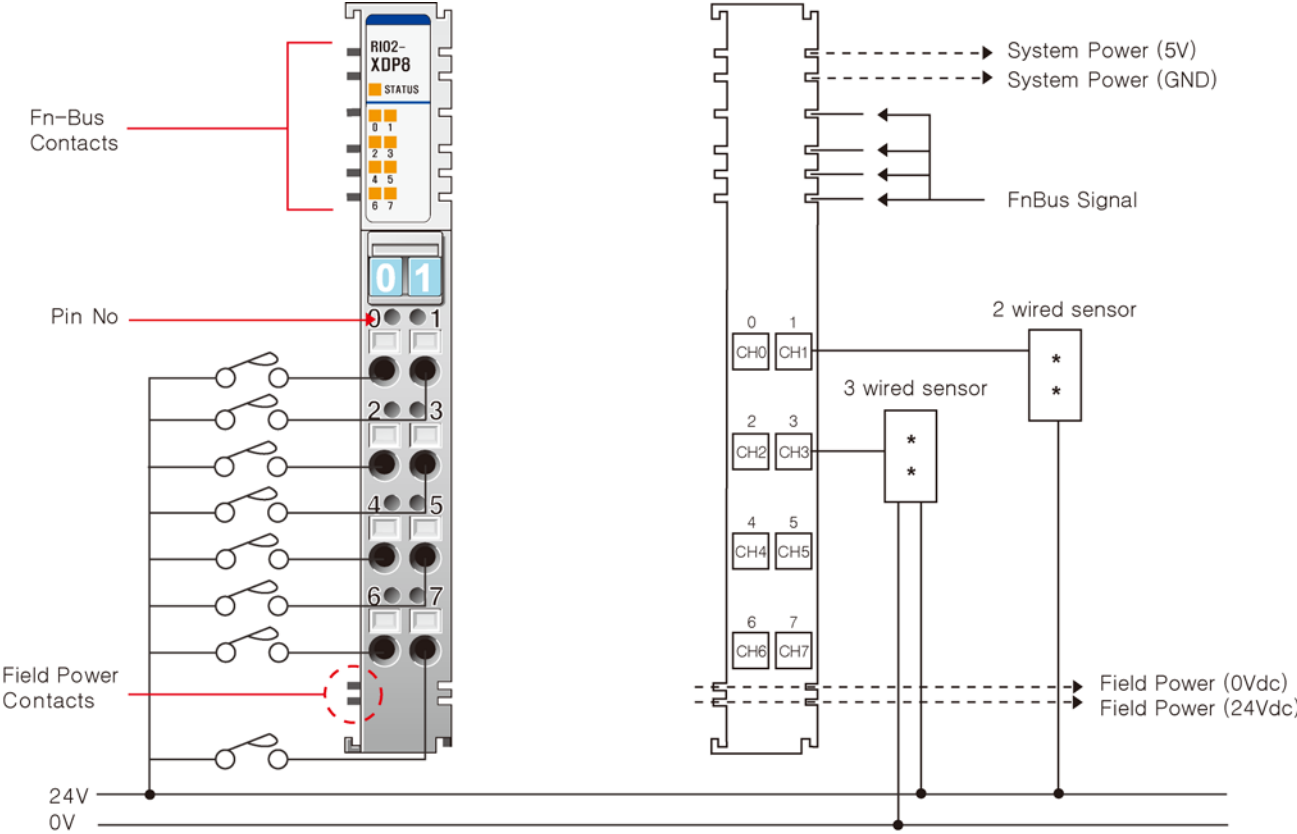 RIO2-
XDP8
STATUS
0 1
2 3
4 5
6 7
Fn-Bus
Contacts
0 1
Pin No
0 1
2 3
4 5
6 7
Field Power
Contacts
24V
0V
System Power (5V)
System Power (GND)
FnBus Signal
2 wired sensor
0 1
CH0 CH1
*
*
3 wired sensor
2 3
CH2 CH3
*
*
4 5
CH4 CH5
6 7
CH6 CH7
Field Power (0Vdc)
Field Power (24Vdc)